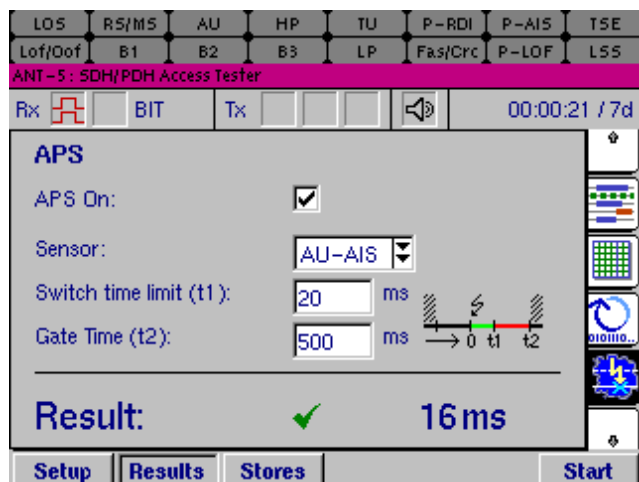 LOS RS/MS AU HP TU P-RDI P-AIS TSE
Lof/Oof B1 B2 B3 LP Fas/Crc P-LOF LSS
ANT-5 : SDH/PDH Access Tester
Rx BIT Tx 00:00:21 / 7d
APS
APS On:
Sensor: AU-AIS
Switch time limit (t1): 20 ms
Gate Time (t2): 500 ms
0 t1 t2
010110..
Result: 16ms
Setup Results Stores Start